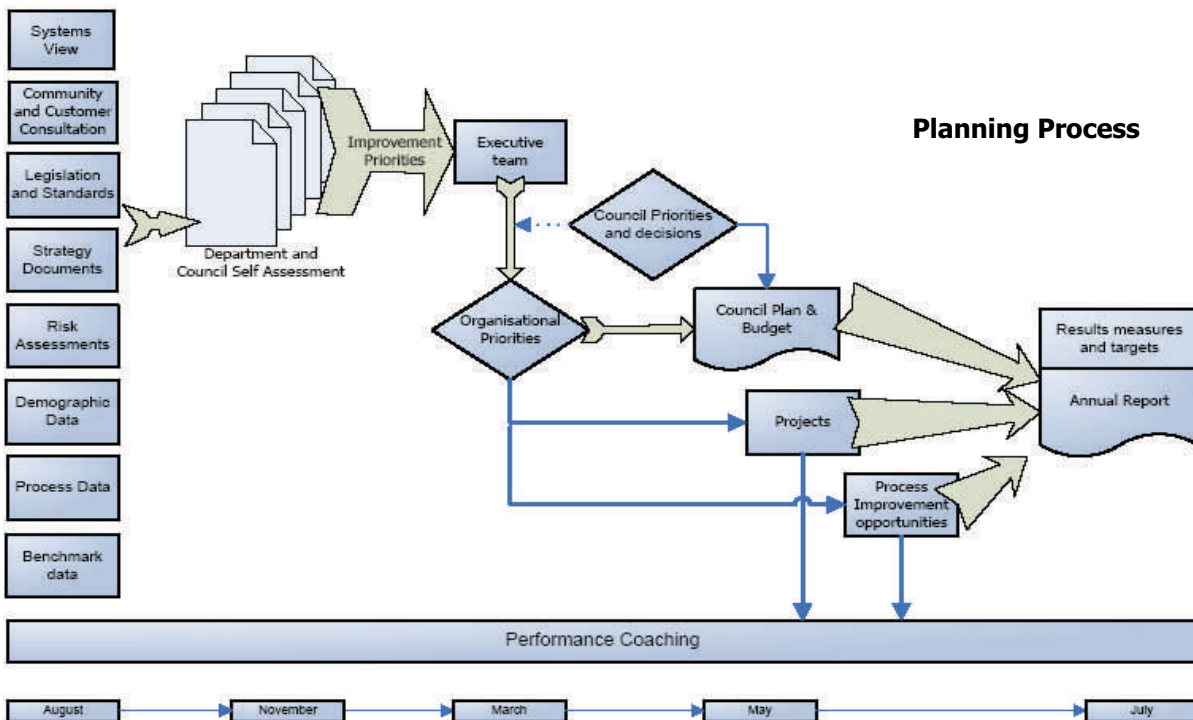 Planning Process
Systems
View
Community
and Customer
Consultation
Legislation
and Standards
Strategy
Documents
Risk
Assessments
Demographic
Data
Process Data
Benchmark
data
Department and
Council Self Assessment
Improvement
Priorities
Executive
team
Council Priorities
and decisions
Organisational
Priorities
Council Plan &
Budget
Projects
Process
Improvement
opportunities
Results measures
and targets
Annual Report
Performance Coaching
August
November
March
May
July